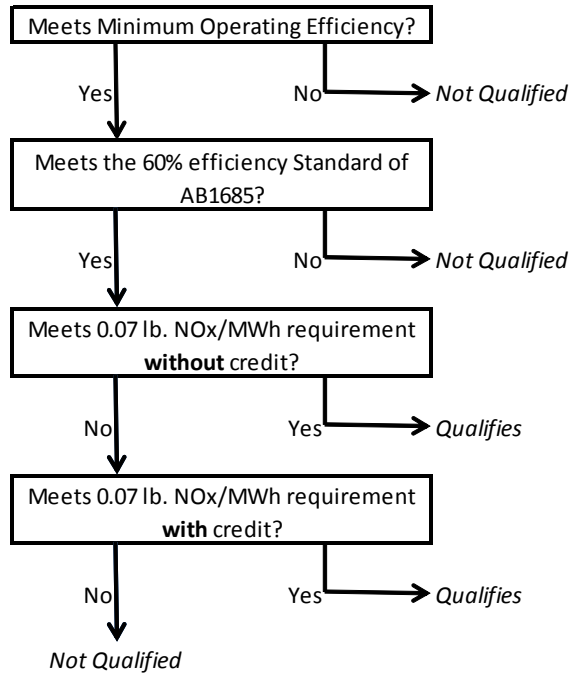 Meets Minimum Operating Efficiency?
Yes
No
Not Qualified
Meets the 60% efficiency Standard of
AB1685?
Yes
No
Not Qualified
Meets 0.07 lb. NOx/MWh requirement
without credit?
No
Yes
Qualifies
Meets 0.07 lb. NOx/MWh requirement
with credit?
No
Yes
Qualifies
Not Qualified